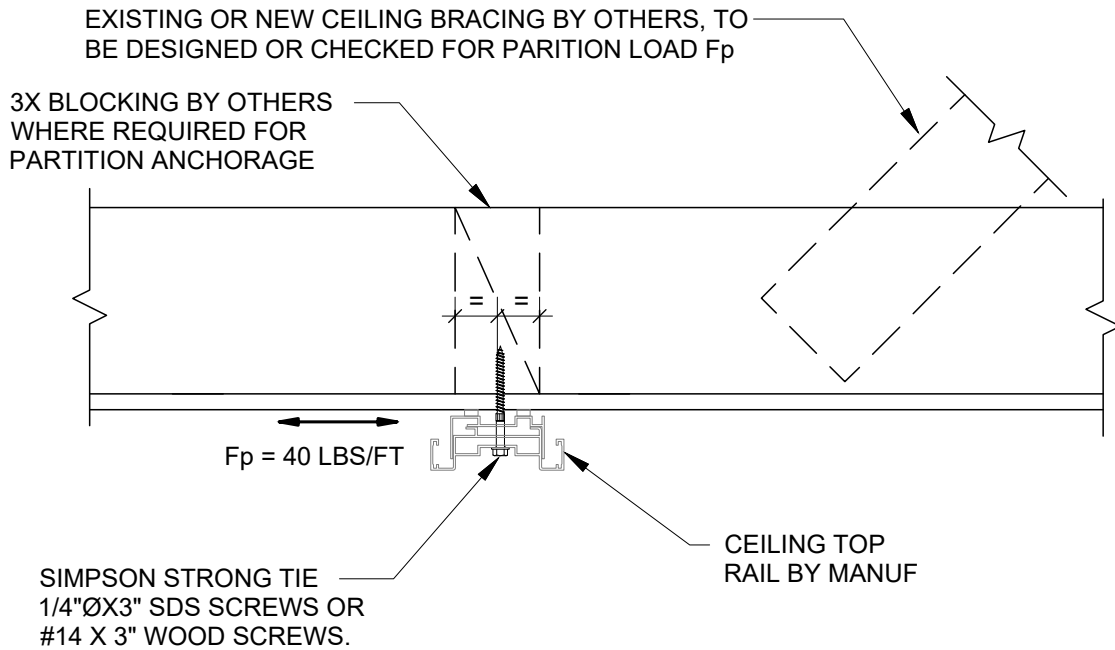 EXISTING OR NEW CEILING BRACING BY OTHERS, TO
BE DESIGNED OR CHECKED FOR PARITION LOAD Fp
3X BLOCKING BY OTHERS
WHERE REQUIRED FOR
PARTITION ANCHORAGE
= =
Fp = 40 LBS/FT
CEILING TOP
RAIL BY MANUF
SIMPSON STRONG TIE
1/4"ØX3" SDS SCREWS OR
#14 X 3" WOOD SCREWS.